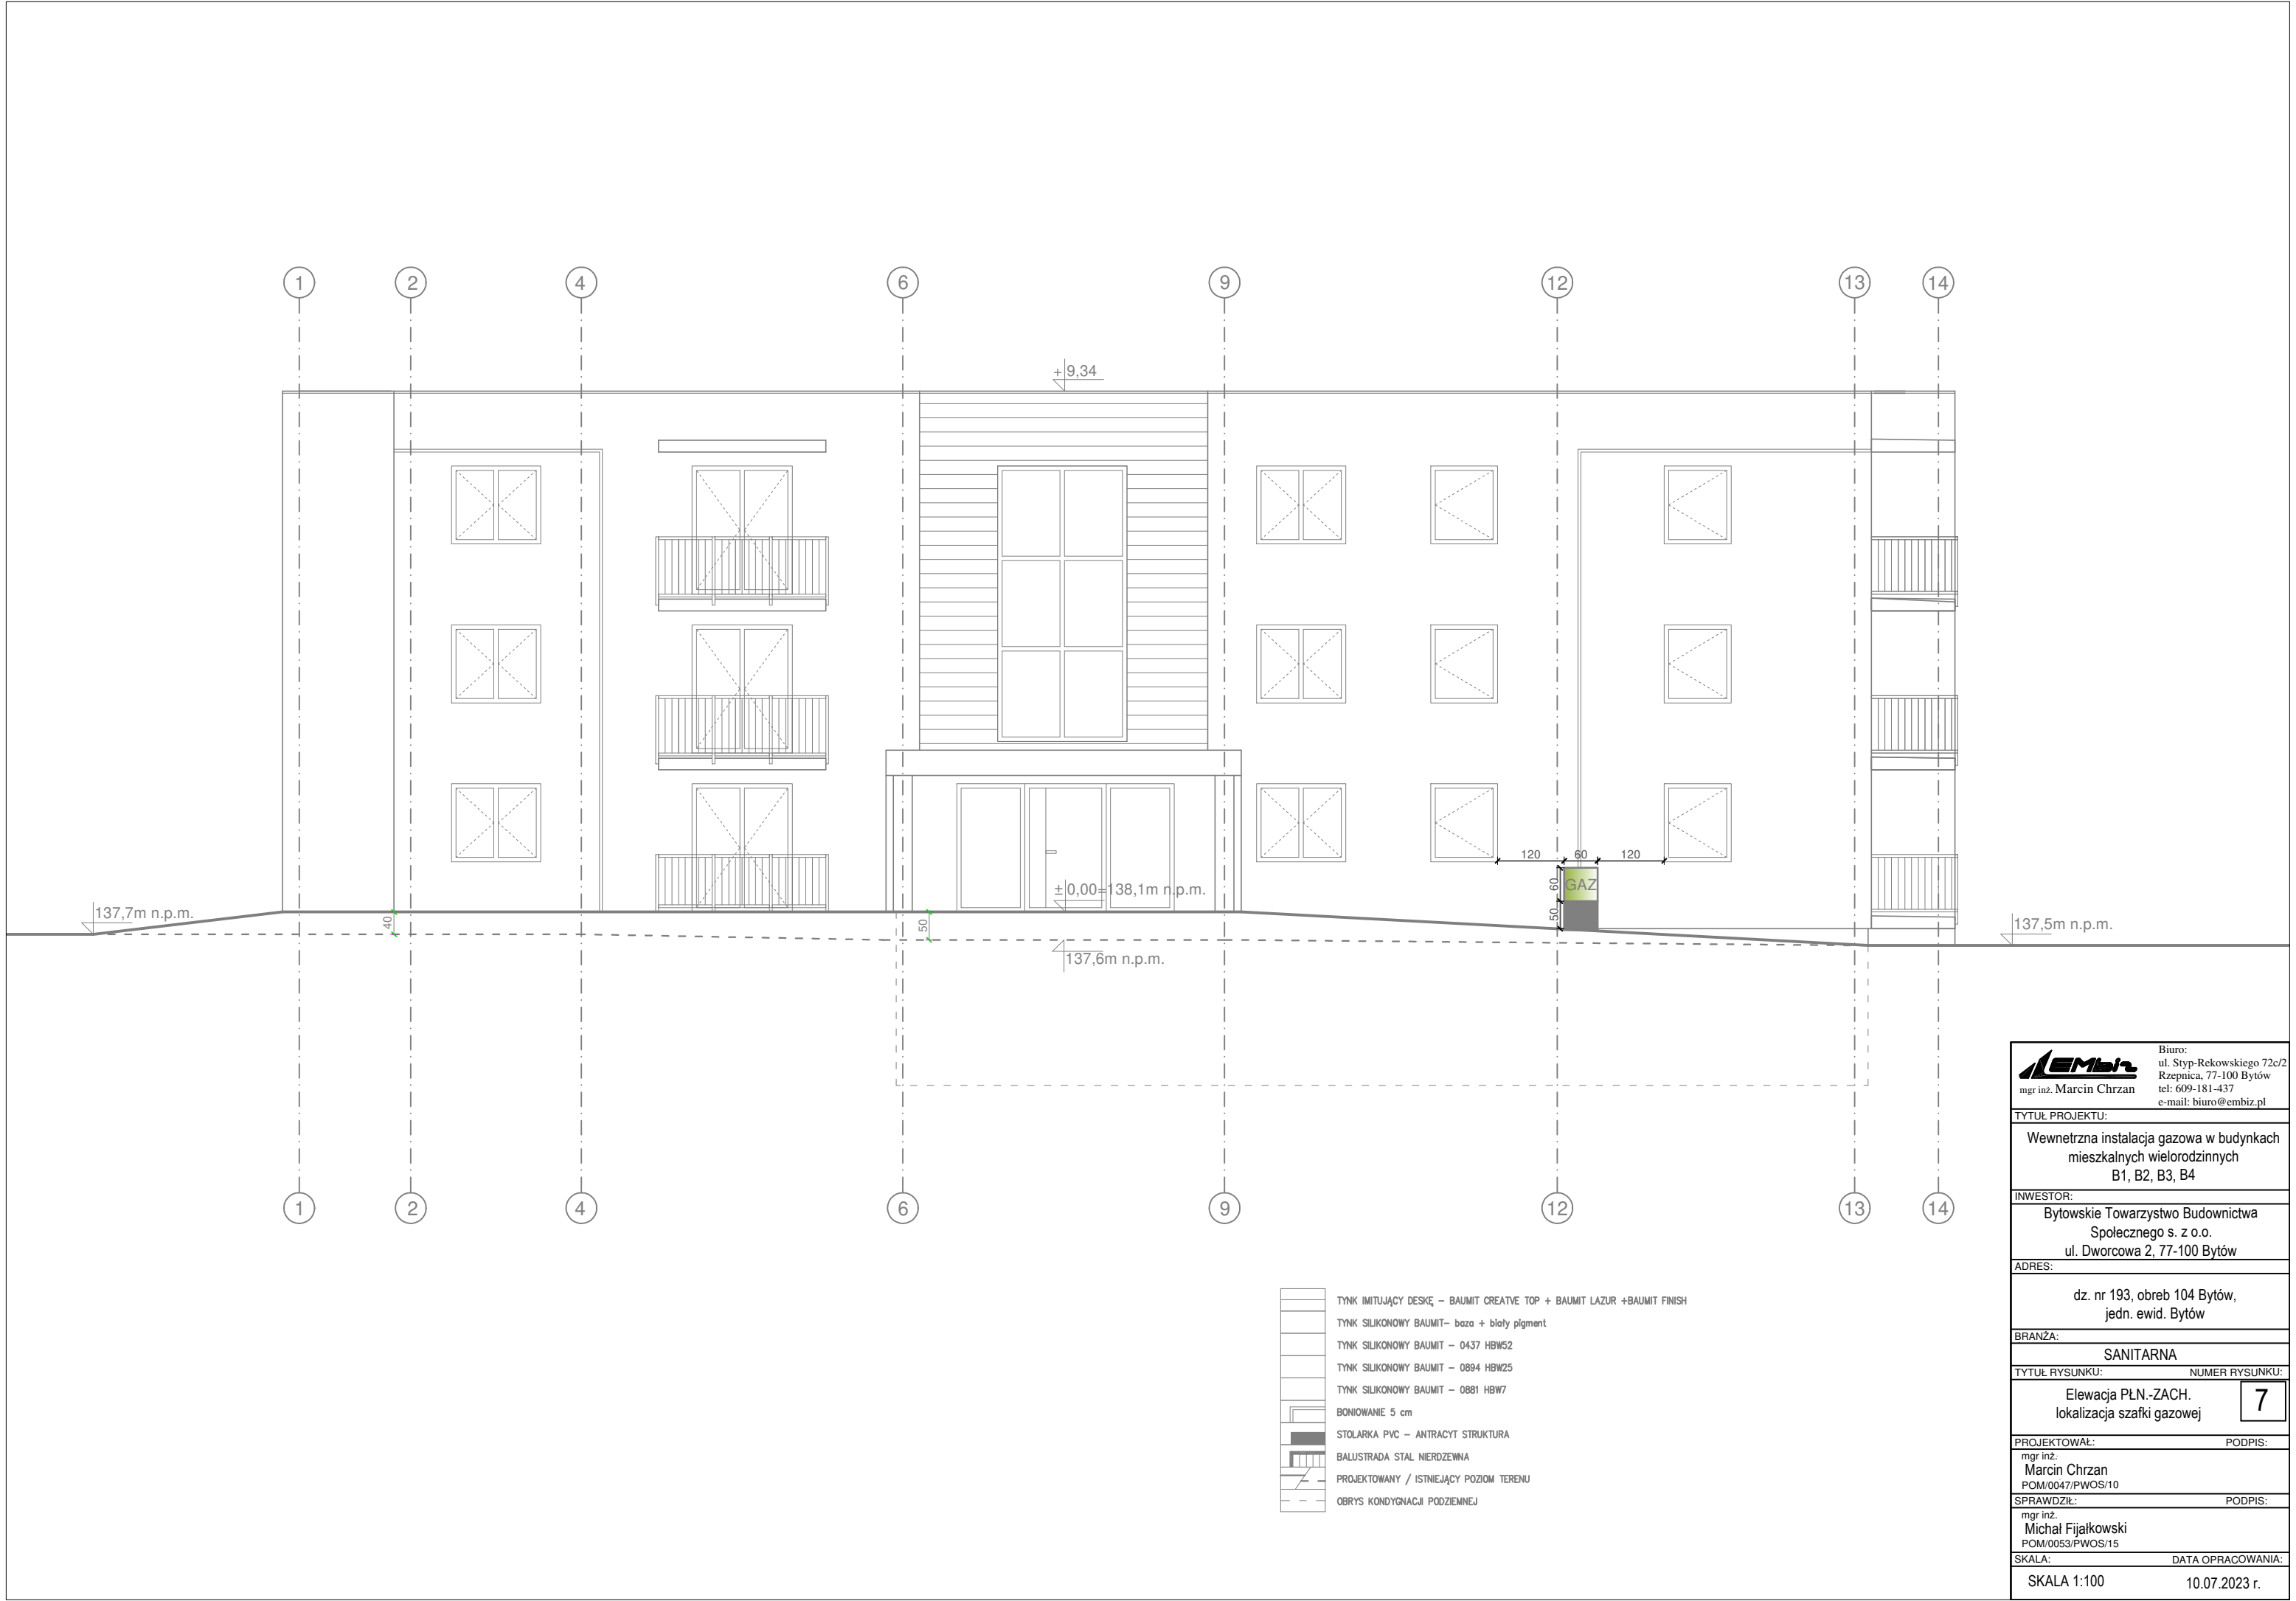 1 2 4 6 9 12 13 14
+9,34
120 60 120
60
GAZ
50
±0,00=138,1m n.p.m.
137,7m n.p.m.
40
50
137,5m n.p.m.
137,6m n.p.m.
1 2 4 6 9 12 13 14
TYNK IMITUJĄCY DESKĘ – BAUMIT CREATVE TOP + BAUMIT LAZUR +BAUMIT FINISH
TYNK SILIKONOWY BAUMIT– baza + biały pigment
TYNK SILIKONOWY BAUMIT – 0437 HBW52
TYNK SILIKONOWY BAUMIT – 0894 HBW25
TYNK SILIKONOWY BAUMIT – 0881 HBW7
BONIOWANIE 5 cm
STOLARKA PVC – ANTRACYT STRUKTURA
BALUSTRADA STAL NIERDZEWNA
PROJEKTOWANY / ISTNIEJĄCY POZIOM TERENU
OBRYS KONDYGNACJI PODZIEMNEJ
EMbiz
mgr inż. Marcin Chrzan
Biuro:
ul. Styp-Rekowskiego 72c/2
Rzepnica, 77-100 Bytów
tel: 609-181-437
e-mail: biuro@embiz.pl
TYTUŁ PROJEKTU:
Wewnetrzna instalacja gazowa w budynkach
mieszkalnych wielorodzinnych
B1, B2, B3, B4
INWESTOR:
Bytowskie Towarzystwo Budownictwa
Społecznego s. z o.o.
ul. Dworcowa 2, 77-100 Bytów
ADRES:
dz. nr 193, obreb 104 Bytów,
jedn. ewid. Bytów
BRANŻA:
SANITARNA
TYTUŁ RYSUNKU: NUMER RYSUNKU:
Elewacja PŁN.-ZACH.
lokalizacja szafki gazowej
7
PROJEKTOWAŁ: PODPIS:
mgr inż.
Marcin Chrzan
POM/0047/PWOS/10
SPRAWDZIŁ: PODPIS:
mgr inż.
Michał Fijałkowski
POM/0053/PWOS/15
SKALA: DATA OPRACOWANIA:
SKALA 1:100 10.07.2023 r.